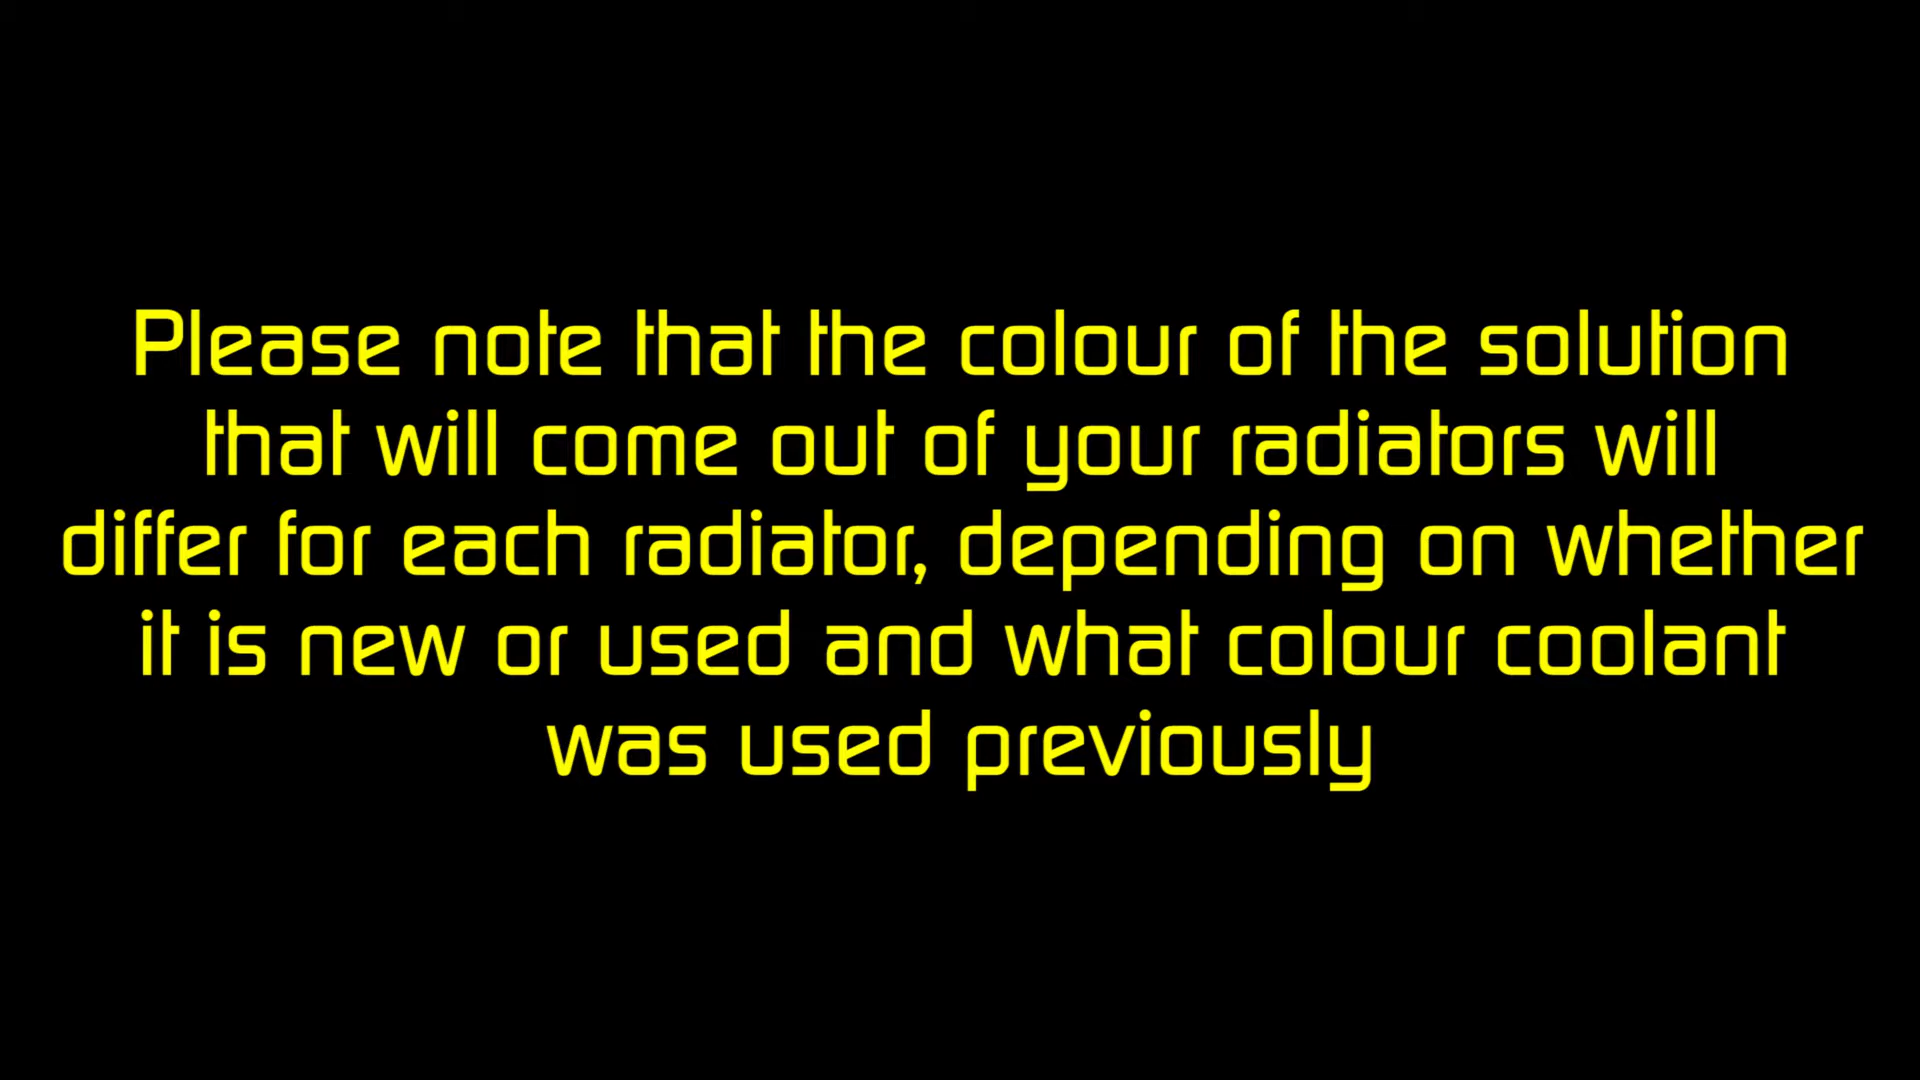 Please note that the colour of the solution
that will come out of your radiators will
differ for each radiator, depending on whether
it is new or used and what colour coolant
was used previously